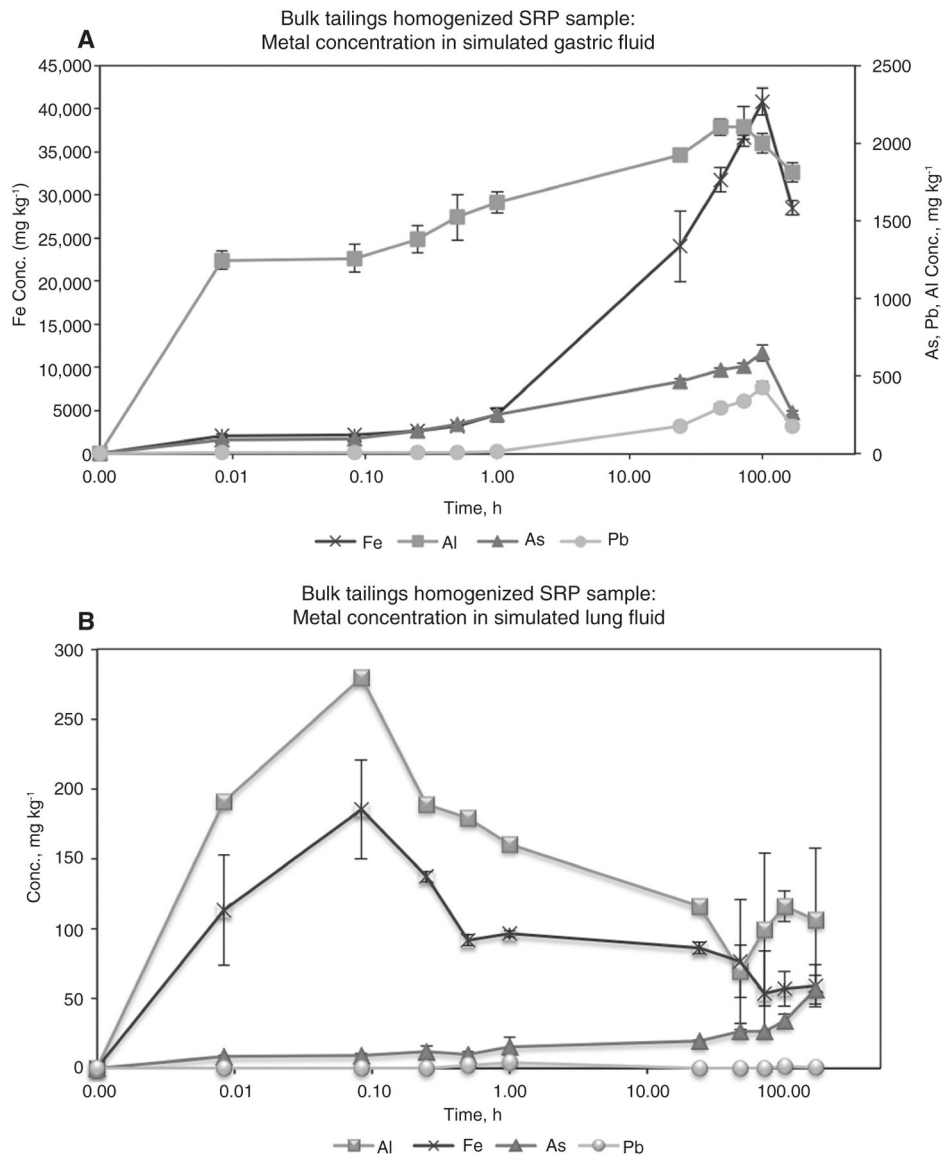 Bulk tailings homogenized SRP sample:
A Metal concentration in simulated gastric fluid
45,000
40,000
35,000
30,000
25,000
20,000
15,000
10,000
5000
0
Fe Conc. (mg kg⁻¹)
2500
2000
1500
1000
500
0
As, Pb, Al Conc., mg kg⁻¹
0.00 0.01 0.10 1.00 10.00 100.00
Time, h
Fe Al As Pb
Bulk tailings homogenized SRP sample:
B Metal concentration in simulated lung fluid
300
250
200
150
100
50
0
Conc., mg kg⁻¹
0.00 0.01 0.10 1.00 10.00 100.00
Time, h
Al Fe As Pb